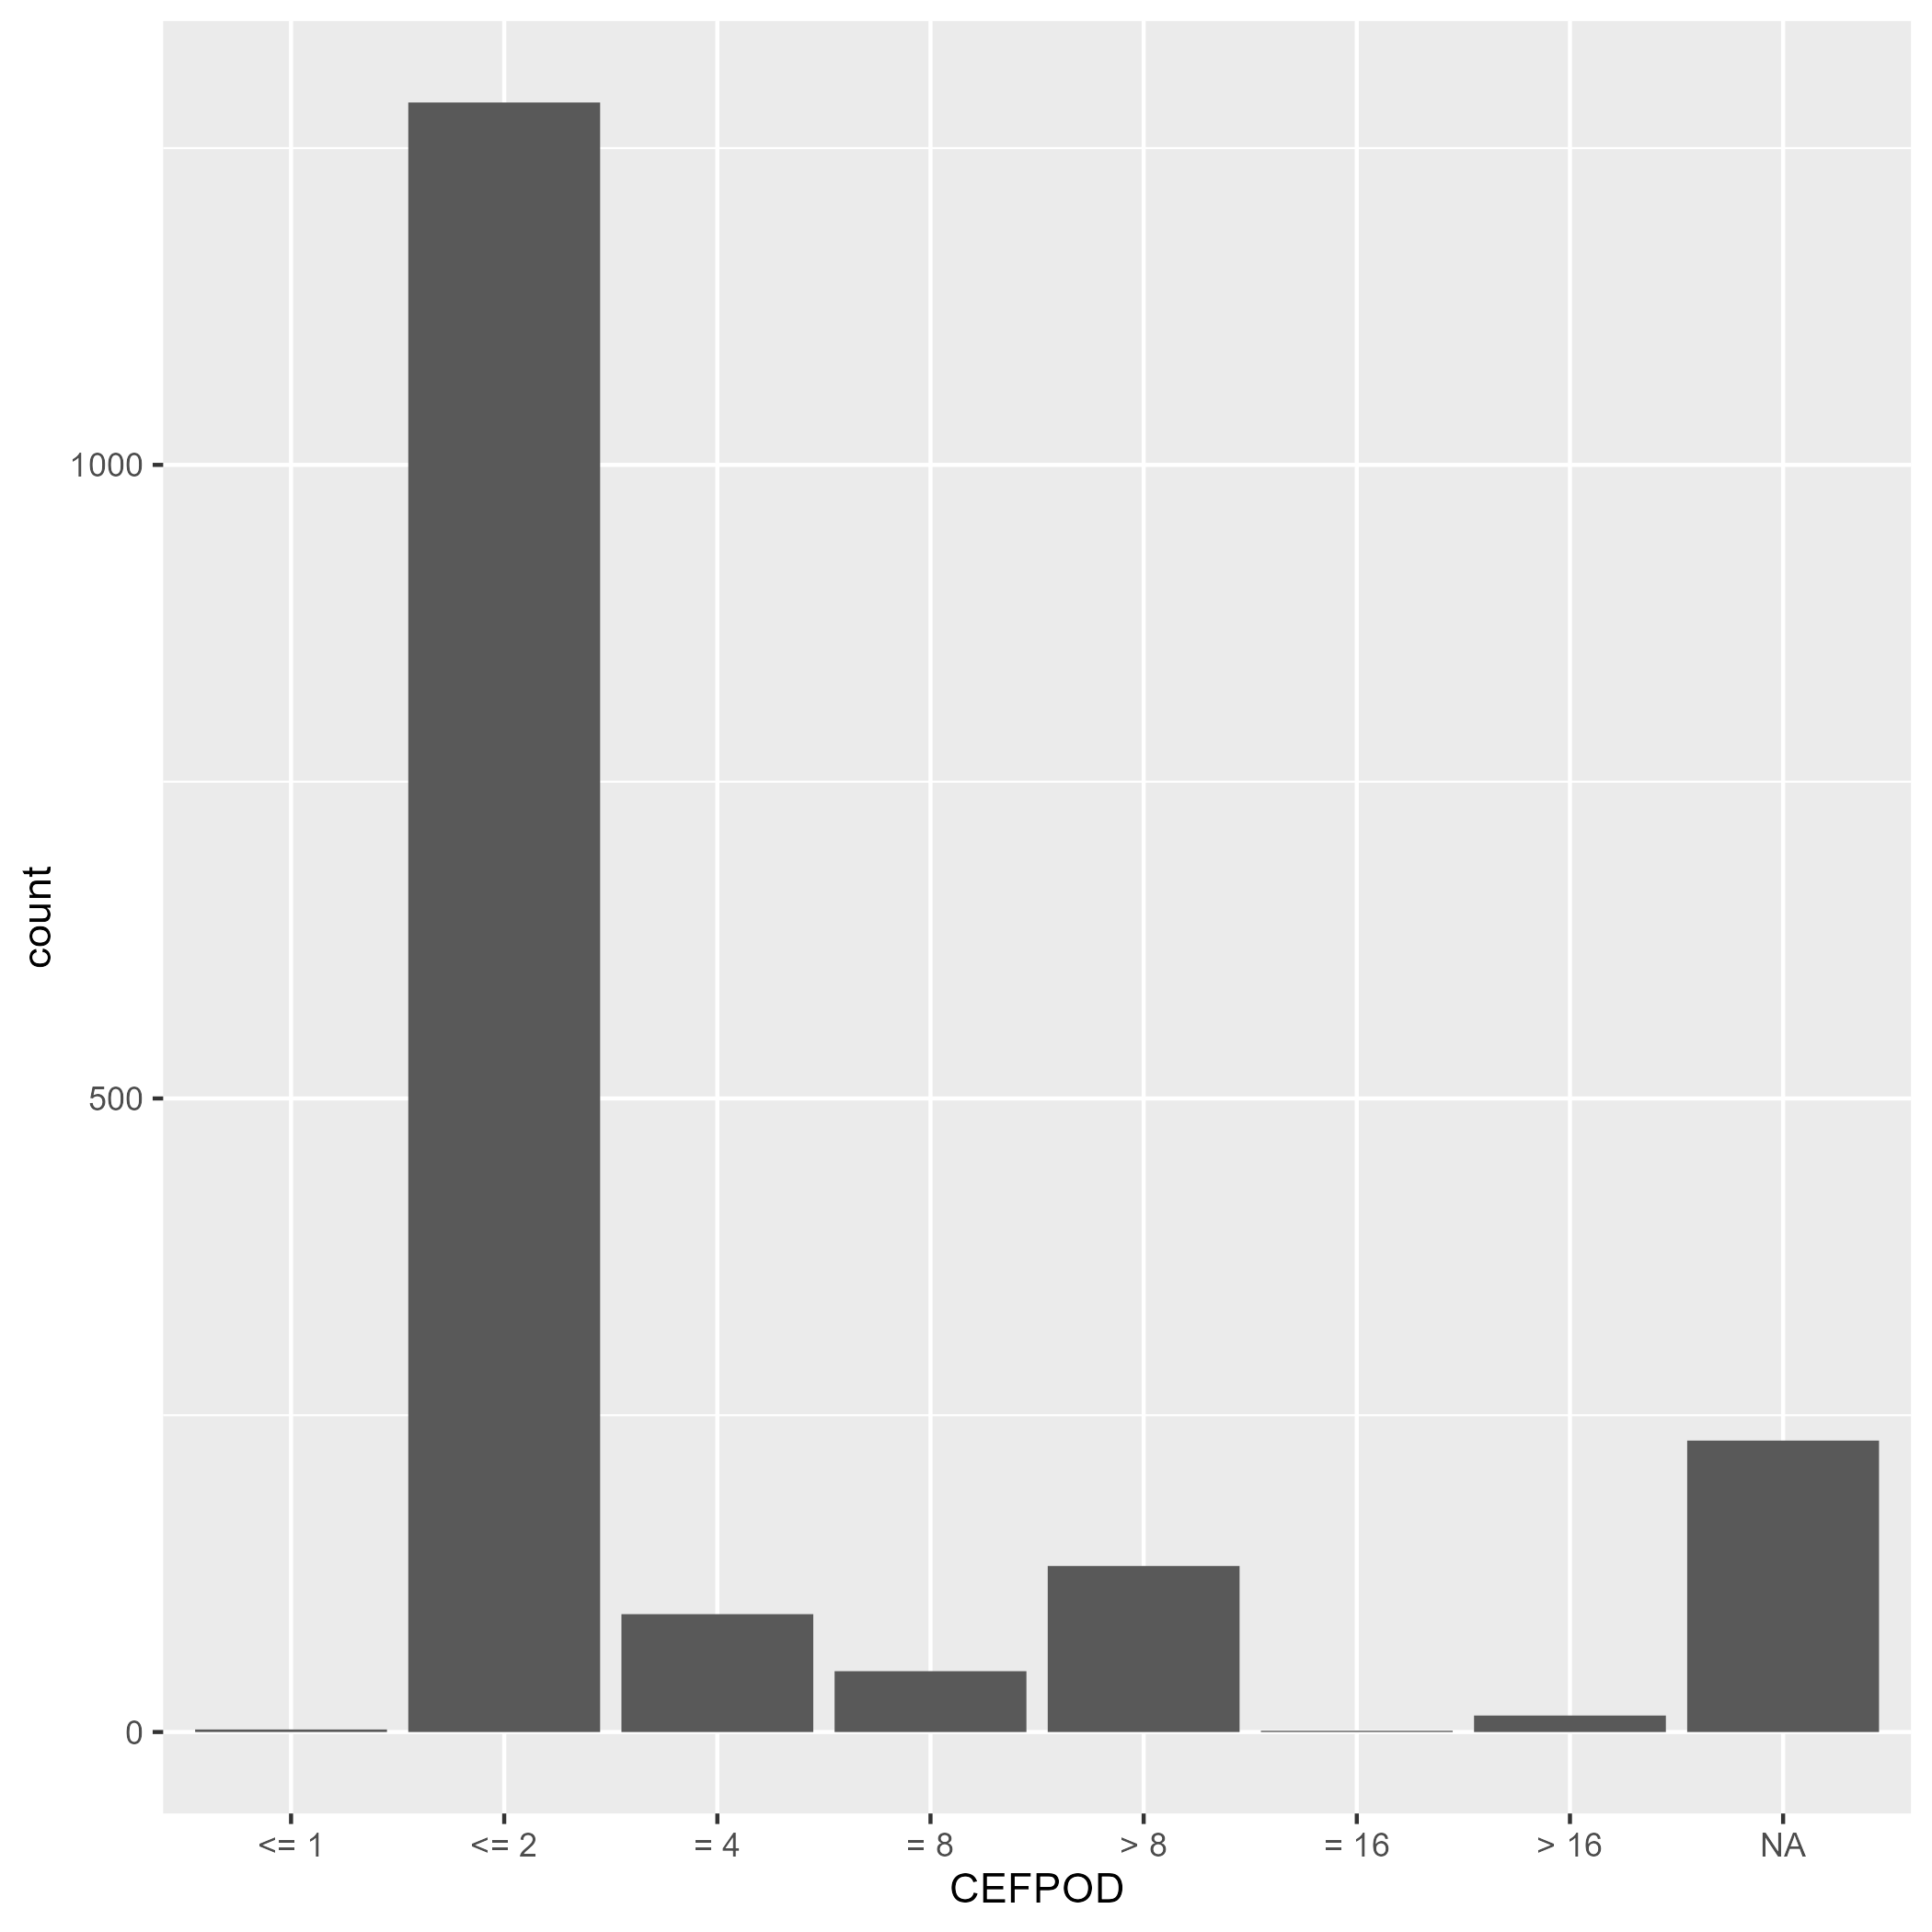 count
1000
500
0
<= 1 <= 2 = 4 = 8 > 8 = 16 > 16 NA
CEFPOD